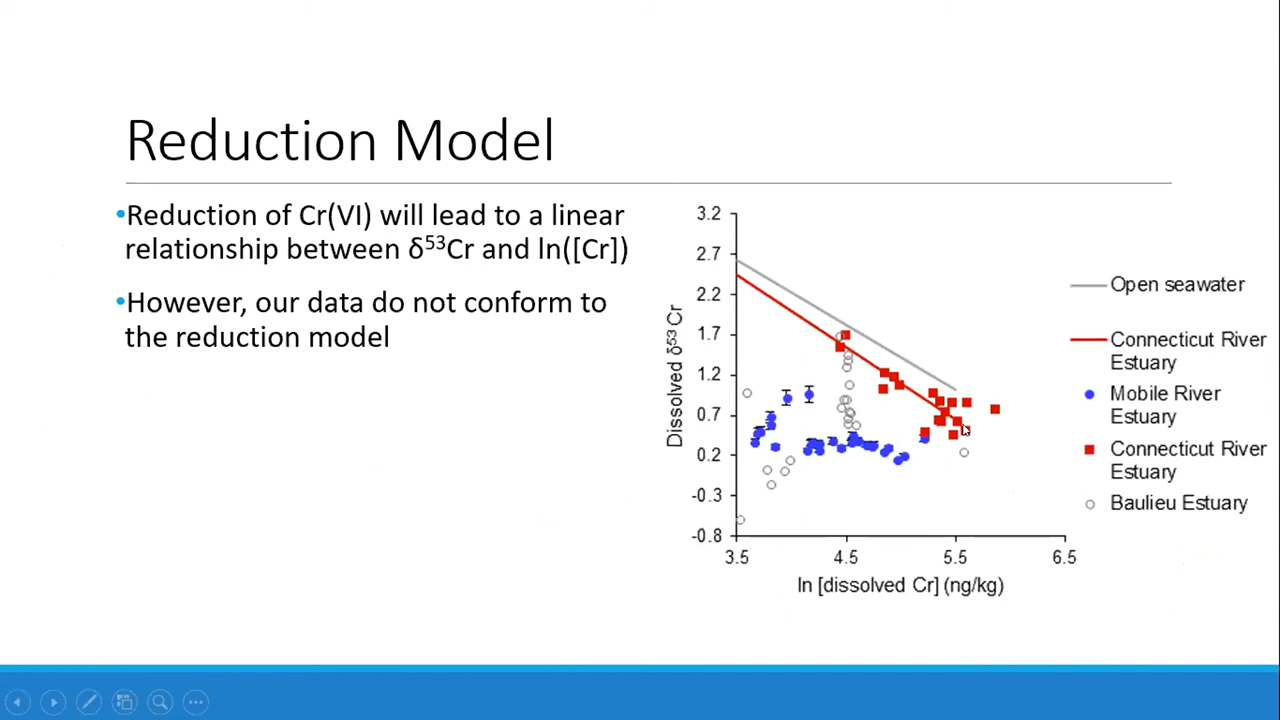 Reduction Model
•Reduction of Cr(VI) will lead to a linear
relationship between δ⁵³Cr and ln([Cr])
•However, our data do not conform to
the reduction model
3.2
2.7
2.2
1.7
1.2
0.7
0.2
-0.3
-0.8
Dissolved δ⁵³Cr
3.5 4.5 5.5 6.5
ln [dissolved Cr] (ng/kg)
Open seawater
Connecticut River
Estuary
Mobile River
Estuary
Connecticut River
Estuary
Baulieu Estuary